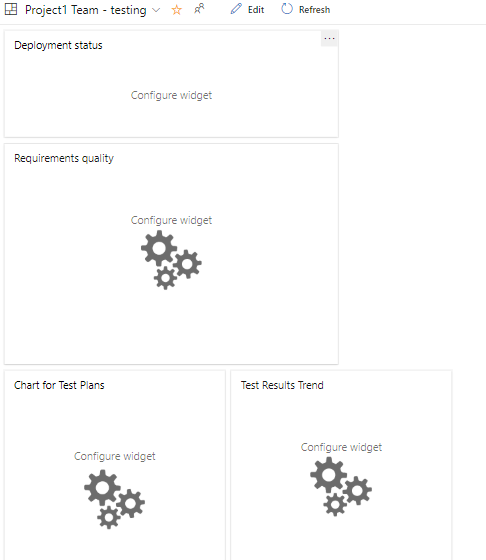 Project1 Team - testing Edit Refresh
Deployment status ...
Configure widget
Requirements quality
Configure widget
Chart for Test Plans
Configure widget
Test Results Trend
Configure widget